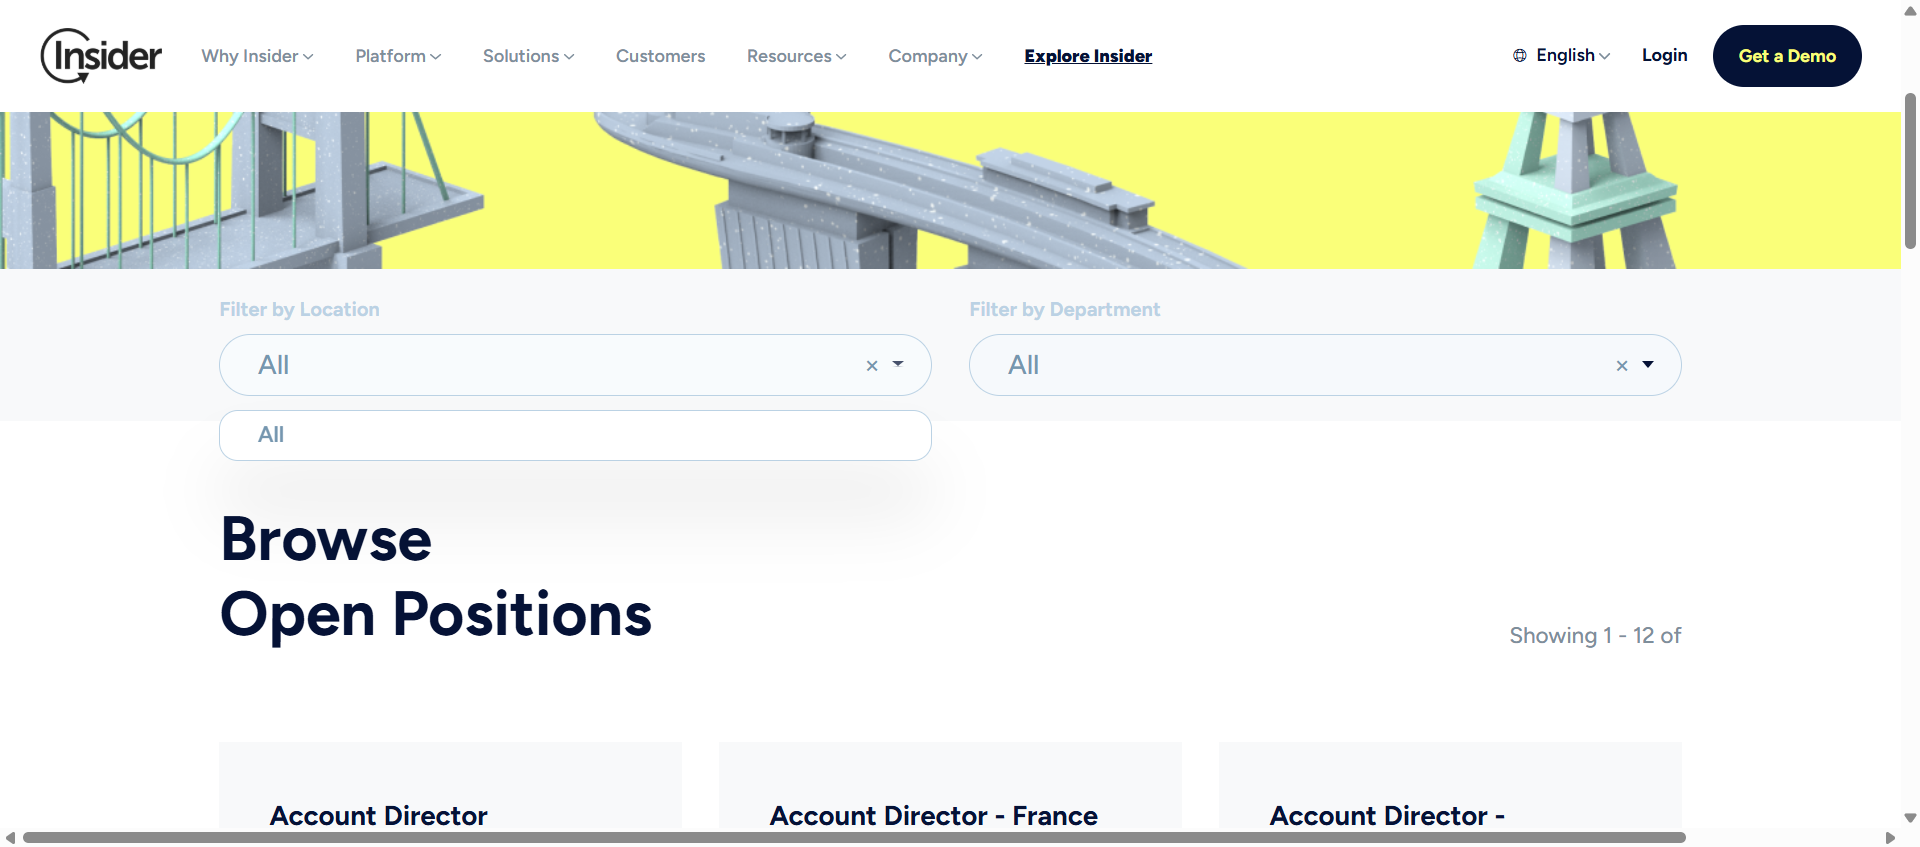 Insider
Why Insider
Platform
Solutions
Customers
Resources
Company
Explore Insider
English
Login
Get a Demo
Filter by Location
Filter by Department
All
All
All
Browse
Open Positions
Showing 1 - 12 of
Account Director
Account Director - France
Account Director -